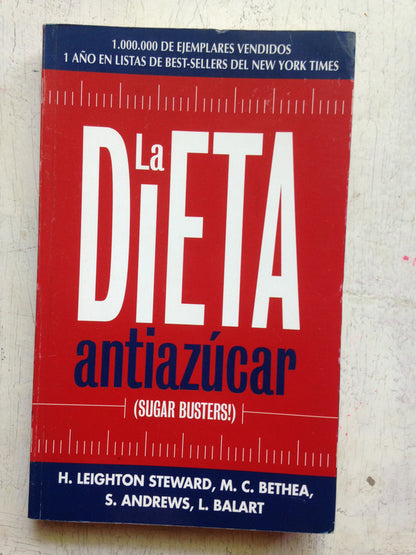 1.000.000 DE EJEMPLARES VENDIDOS
1 AÑO EN LISTAS DE BEST-SELLERS DEL NEW YORK TIMES
La
DiETA
antiazúcar
(SUGAR BUSTERS!)
H. LEIGHTON STEWARD, M. C. BETHEA,
S. ANDREWS, L. BALART